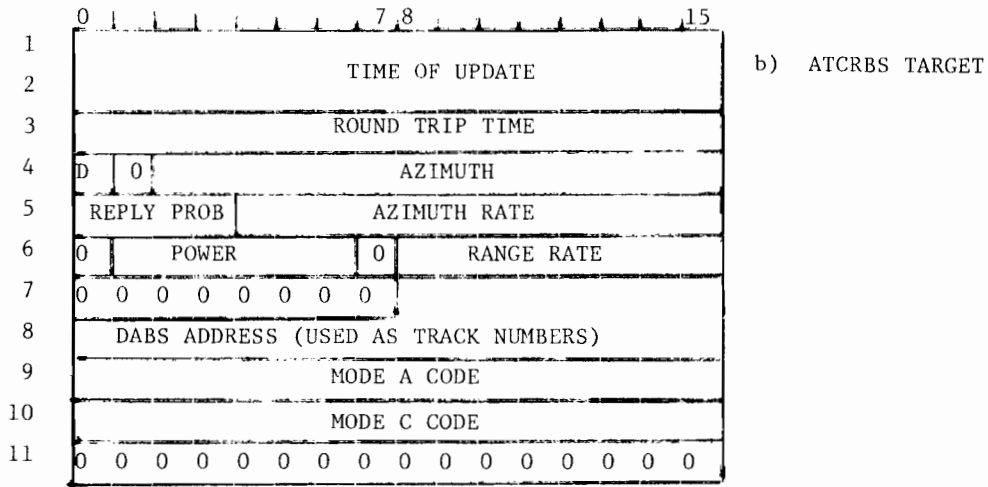 0 7 8 15
1
b) ATCRBS TARGET
TIME OF UPDATE
2
3 ROUND TRIP TIME
4 D 0 AZIMUTH
5 REPLY PROB AZIMUTH RATE
6 0 POWER 0 RANGE RATE
7 0 0 0 0 0 0 0 0
8 DABS ADDRESS (USED AS TRACK NUMBERS)
9 MODE A CODE
10 MODE C CODE
11 0 0 0 0 0 0 0 0 0 0 0 0 0 0 0 0